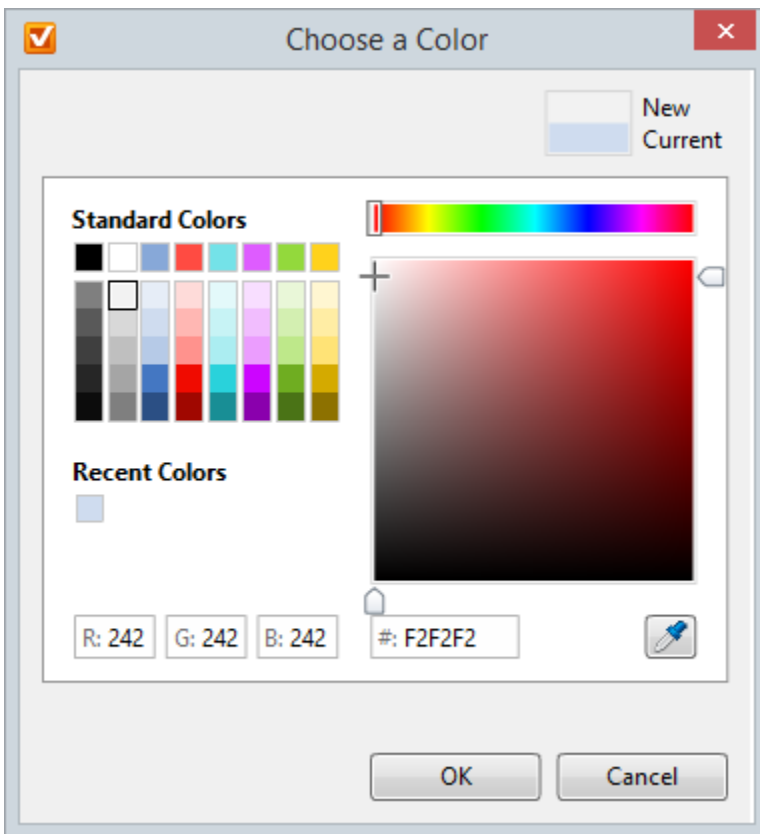 Choose a Color
New
Current
Standard Colors
Recent Colors
R: 242 G: 242 B: 242 #: F2F2F2
OK Cancel